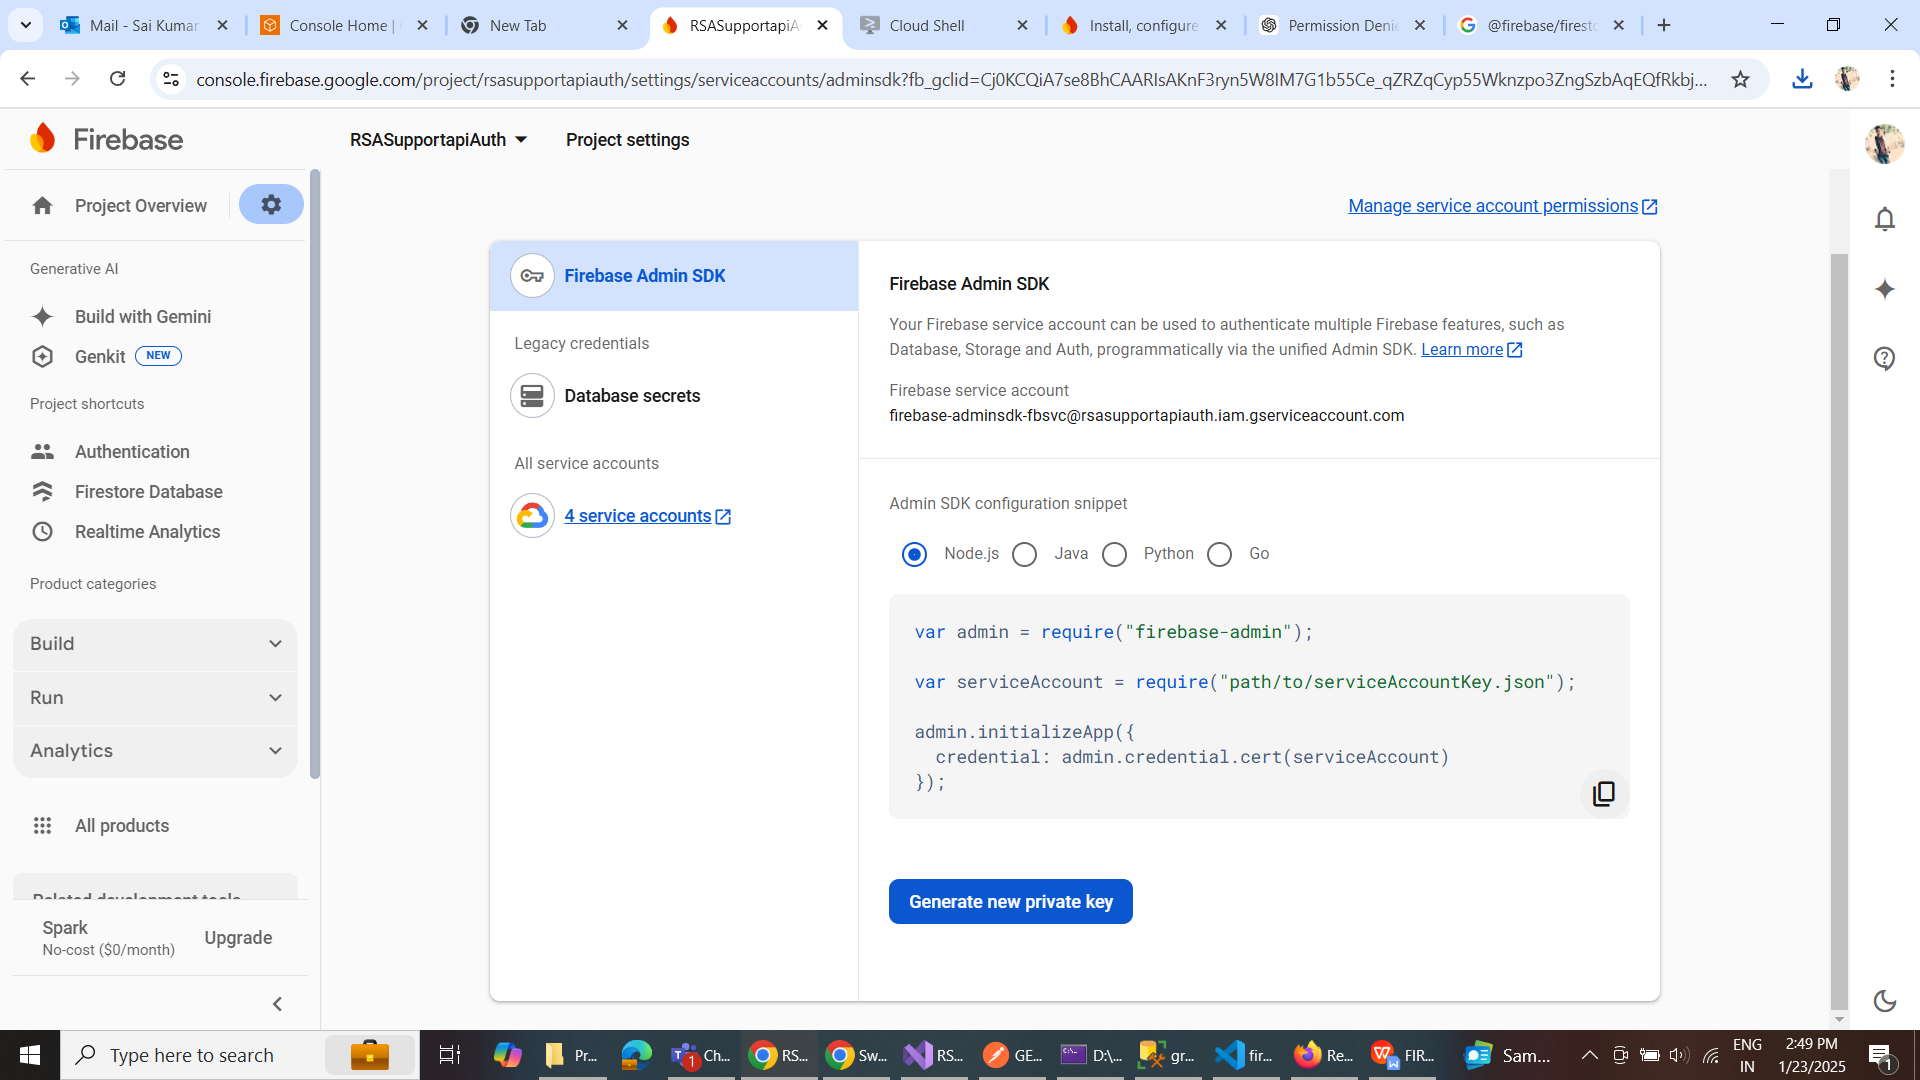 Mail - Sai Kumar
Console Home |
New Tab
RSASupportapiA
Cloud Shell
Install, configure
Permission Denie
@firebase/firesto
console.firebase.google.com/project/rsasupportapiauth/settings/serviceaccounts/adminsdk?fb_gclid=Cj0KCQiA7se8BhCAARIsAKnF3ryn5W8IM7G1b55Ce_qZRZqCyp55Wknzpo3ZngSzbAqEQfRkbj...
Firebase
RSASupportapiAuth
Project settings
Project Overview
Manage service account permissions
Generative AI
Build with Gemini
Genkit NEW
Project shortcuts
Authentication
Firestore Database
Realtime Analytics
Product categories
Build
Run
Analytics
All products
Related development tools
Spark
No-cost ($0/month)
Upgrade
Firebase Admin SDK
Legacy credentials
Database secrets
All service accounts
4 service accounts
Firebase Admin SDK
Your Firebase service account can be used to authenticate multiple Firebase features, such as
Database, Storage and Auth, programmatically via the unified Admin SDK. Learn more
Firebase service account
firebase-adminsdk-fbsvc@rsasupportapiauth.iam.gserviceaccount.com
Admin SDK configuration snippet
Node.js Java Python Go
var admin = require("firebase-admin");
var serviceAccount = require("path/to/serviceAccountKey.json");
admin.initializeApp({
credential: admin.credential.cert(serviceAccount)
});
Generate new private key
Type here to search
Pr...
1
Ch...
RS...
Sw...
RS...
GE...
D:\...
gr...
fir...
Re...
FIR...
Sam...
ENG
IN
2:49 PM
1/23/2025
1